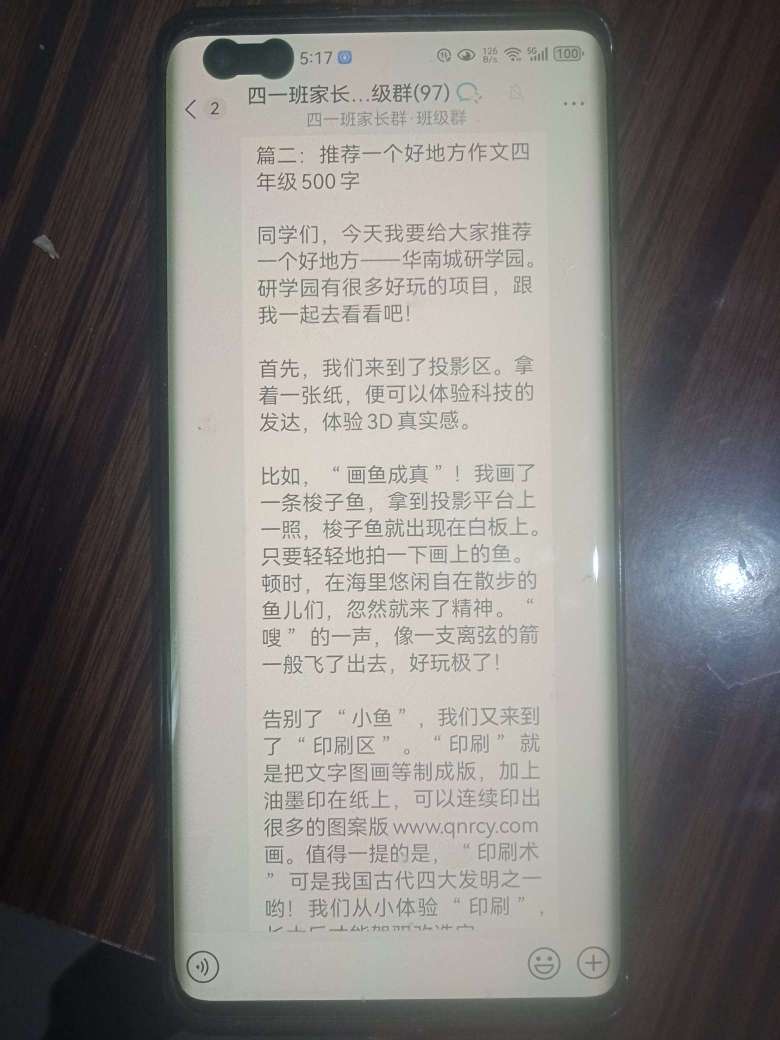 5:17
126
B/s
5G
100
2
四一班家长...级群(97)
四一班家长群·班级群
篇二：推荐一个好地方作文四
年级500字
同学们，今天我要给大家推荐
一个好地方——华南城研学园。
研学园有很多好玩的项目，跟
我一起去看看吧！
首先，我们来到了投影区。拿
着一张纸，便可以体验科技的
发达，体验3D真实感。
比如，“画鱼成真”！我画了
一条梭子鱼，拿到投影平台上
一照，梭子鱼就出现在白板上。
只要轻轻地拍一下画上的鱼。
顿时，在海里悠闲自在散步的
鱼儿们，忽然就来了精神。“
嗖”的一声，像一支离弦的箭
一般飞了出去，好玩极了！
告别了“小鱼”，我们又来到
了“印刷区”。“印刷”就
是把文字图画等制成版，加上
油墨印在纸上，可以连续印出
很多的图案版www.qnrcy.com
画。值得一提的是，“印刷术
”可是我国古代四大发明之一
哟！我们从小体验“印刷”，